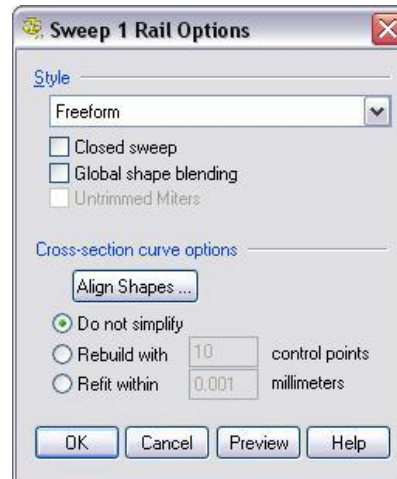 Sweep 1 Rail Options
Style
Freeform
Closed sweep
Global shape blending
Untrimmed Miters
Cross-section curve options
Align Shapes ...
Do not simplify
Rebuild with 10 control points
Refit within 0.001 millimeters
OK Cancel Preview Help